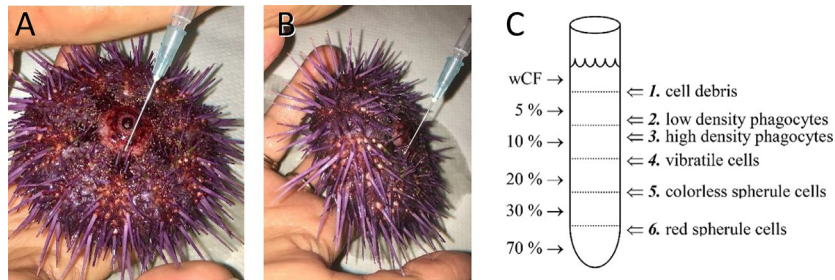 A
B
C
wCF
5 %
10 %
20 %
30 %
70 %
1. cell debris
2. low density phagocytes
3. high density phagocytes
4. vibratile cells
5. colorless spherule cells
6. red spherule cells